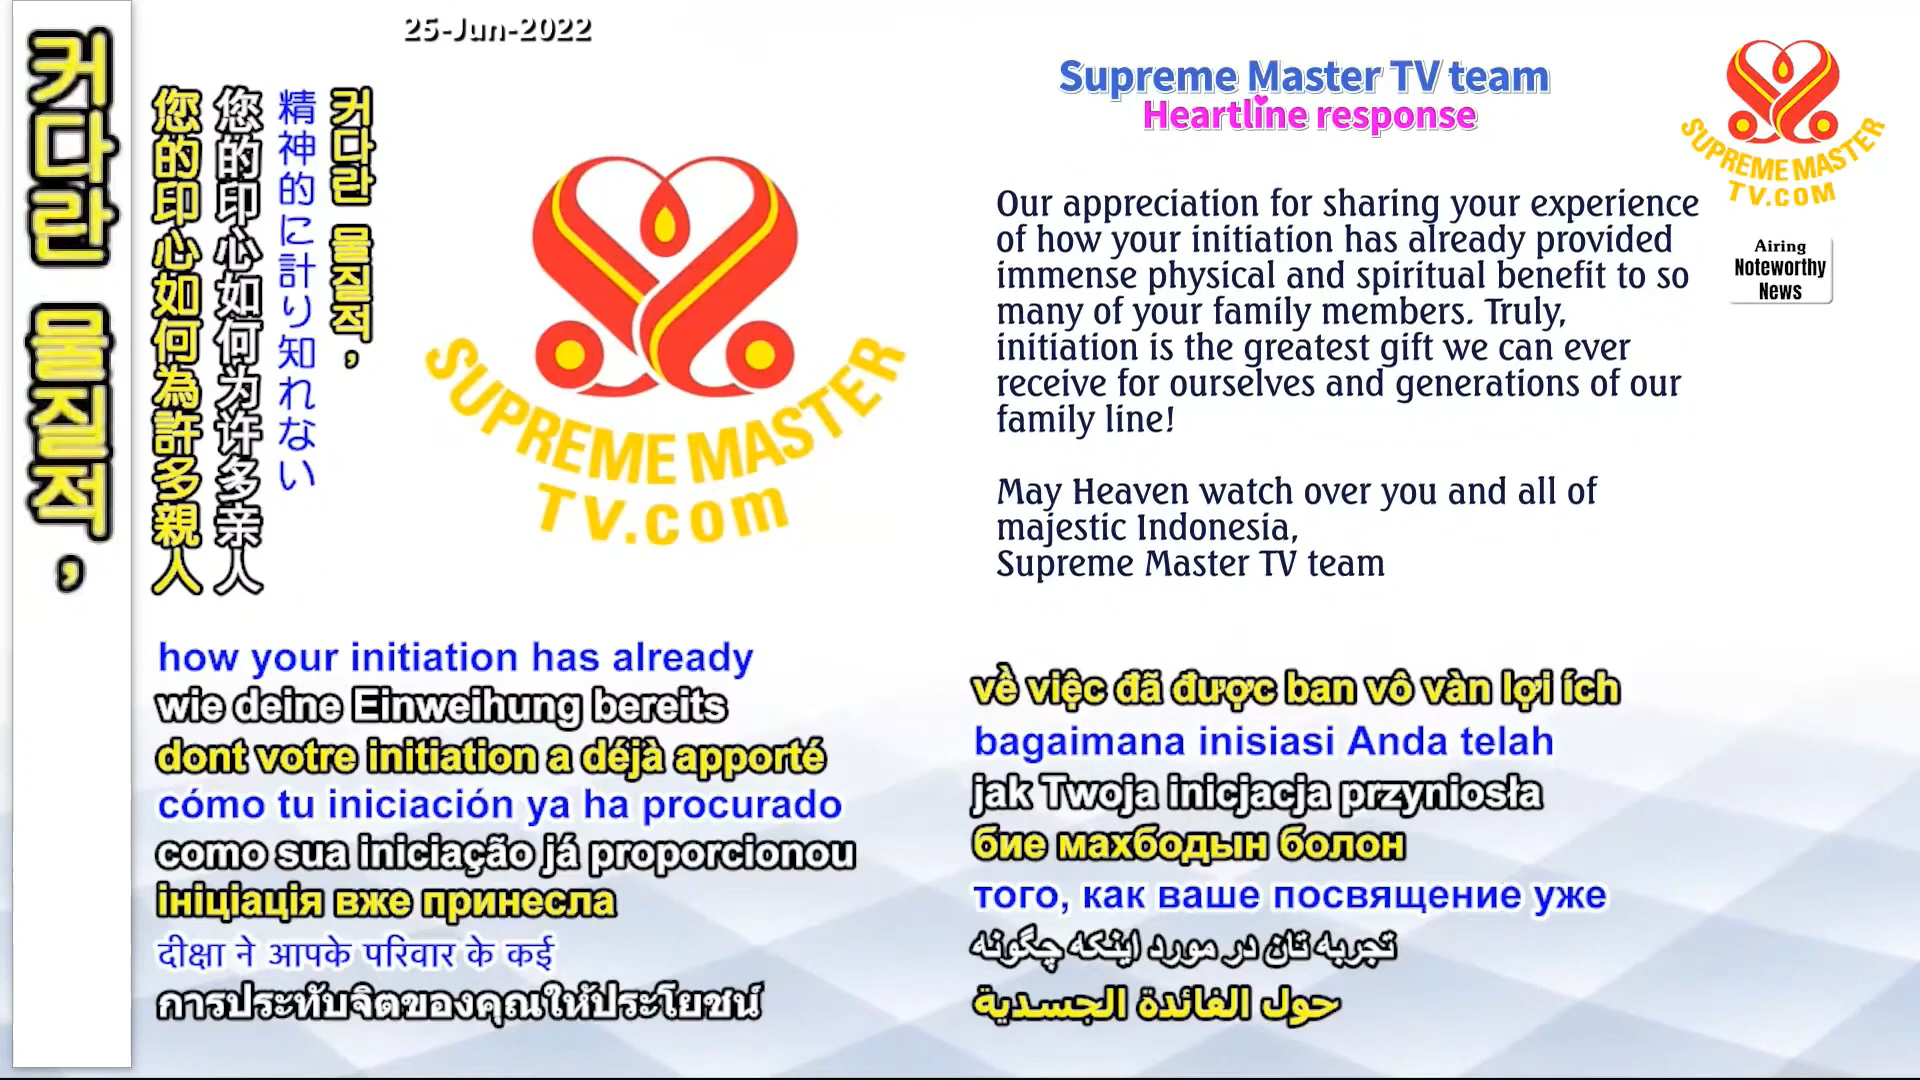 25-Jun-2022
커다란 물질적,
커다란 물질적,
精神的に計り知れない
您的印心如何为许多亲人
您的印心如何為許多親人
SUPREME MASTER
TV.com
Supreme Master TV team
Heartline response
SUPREME MASTER
TV.COM
Airing
Noteworthy
News
Our appreciation for sharing your experience
of how your initiation has already provided
immense physical and spiritual benefit to so
many of your family members. Truly,
initiation is the greatest gift we can ever
receive for ourselves and generations of our
family line!
May Heaven watch over you and all of
majestic Indonesia,
Supreme Master TV team
how your initiation has already
wie deine Einweihung bereits
dont votre initiation a déjà apporté
cómo tu iniciación ya ha procurado
como sua iniciação já proporcionou
ініціація вже принесла
दीक्षा ने आपके परिवार के कई
การประทับจิตของคุณให้ประโยชน์
về việc đã được ban vô vàn lợi ích
bagaimana inisiasi Anda telah
jak Twoja inicjacja przyniosła
бие махбодын болон
того, как ваше посвящение уже
تجربه تان در مورد اینکه چگونه
حول الفائدة الجسدية